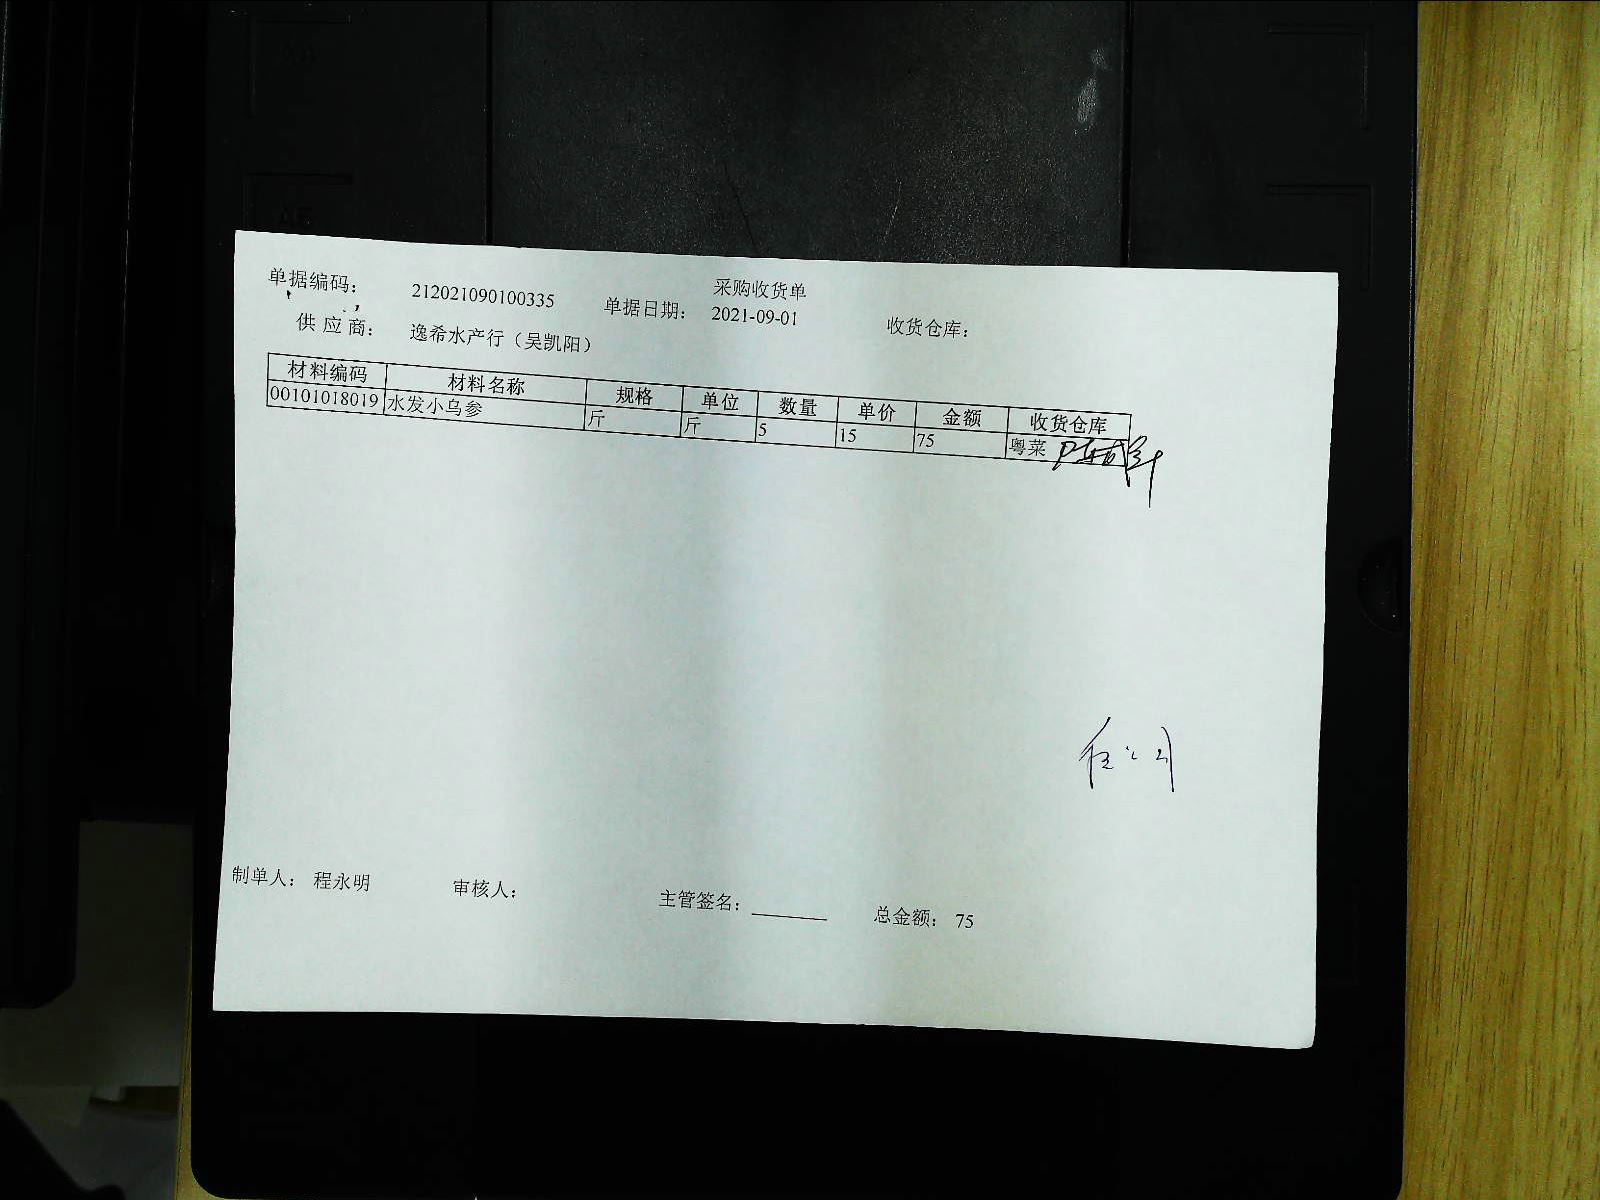 采购收货单
单据编码： 212021090100335 单据日期： 2021-09-01 收货仓库：
供应商： 逸希水产行（吴凯阳）
材料编码 材料名称 规格 单位 数量 单价 金额 收货仓库
00101018019 水发小乌参 斤 斤 5 15 75 粤菜
制单人： 程永明 审核人： 主管签名： 总金额： 75